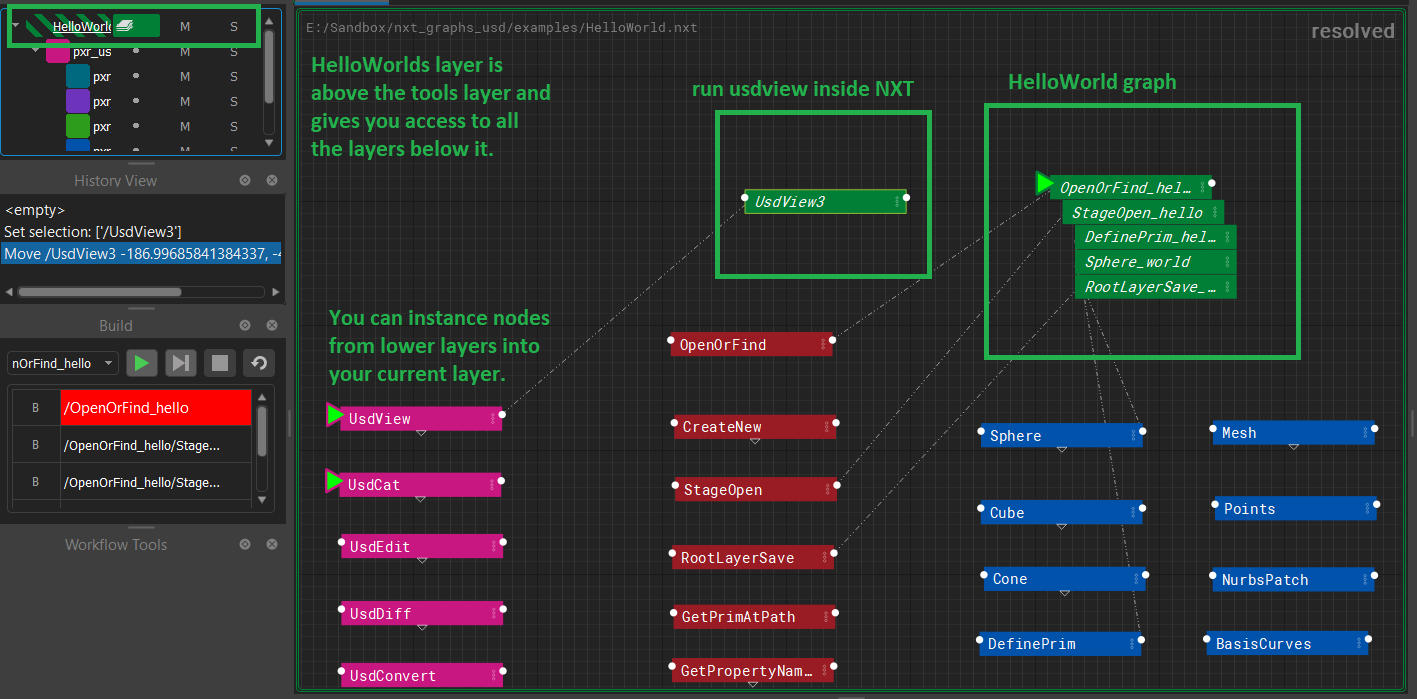 HelloWorl
M S
pxr_us M S
pxr M S
pxr M S
pxr M S
M S
History View
<empty>
Set selection: ['/UsdView3']
Move /UsdView3 -186.99685841384337, -4
Build
nOrFind_hello
B /OpenOrFind_hello
B /OpenOrFind_hello/Stage...
B /OpenOrFind_hello/Stage...
Workflow Tools
E:/Sandbox/nxt_graphs_usd/examples/HelloWorld.nxt
resolved
HelloWorlds layer is
above the tools layer and
gives you access to all
the layers below it.
run usdview inside NXT
HelloWorld graph
UsdView3
OpenOrFind_hel...
StageOpen_hello
DefinePrim_hel...
Sphere_world
RootLayerSave_...
You can instance nodes
from lower layers into
your current layer.
UsdView
UsdCat
UsdEdit
UsdDiff
UsdConvert
OpenOrFind
CreateNew
StageOpen
RootLayerSave
GetPrimAtPath
GetPropertyNam...
Sphere
Cube
Cone
DefinePrim
Mesh
Points
NurbsPatch
BasisCurves